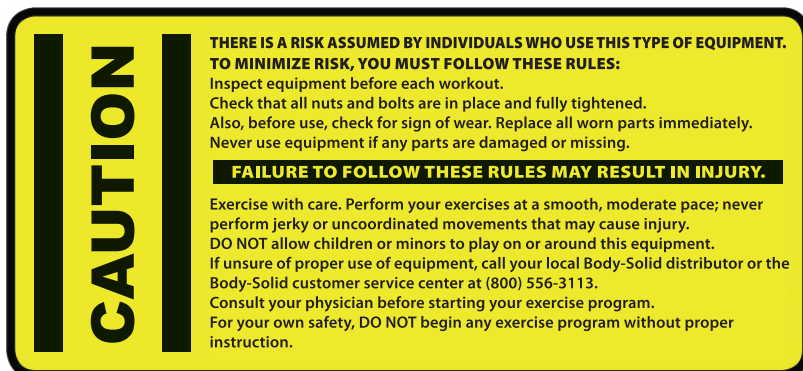 CAUTION
THERE IS A RISK ASSUMED BY INDIVIDUALS WHO USE THIS TYPE OF EQUIPMENT.
TO MINIMIZE RISK, YOU MUST FOLLOW THESE RULES:
Inspect equipment before each workout.
Check that all nuts and bolts are in place and fully tightened.
Also, before use, check for sign of wear. Replace all worn parts immediately.
Never use equipment if any parts are damaged or missing.
FAILURE TO FOLLOW THESE RULES MAY RESULT IN INJURY.
Exercise with care. Perform your exercises at a smooth, moderate pace; never
perform jerky or uncoordinated movements that may cause injury.
DO NOT allow children or minors to play on or around this equipment.
If unsure of proper use of equipment, call your local Body-Solid distributor or the
Body-Solid customer service center at (800) 556-3113.
Consult your physician before starting your exercise program.
For your own safety, DO NOT begin any exercise program without proper
instruction.